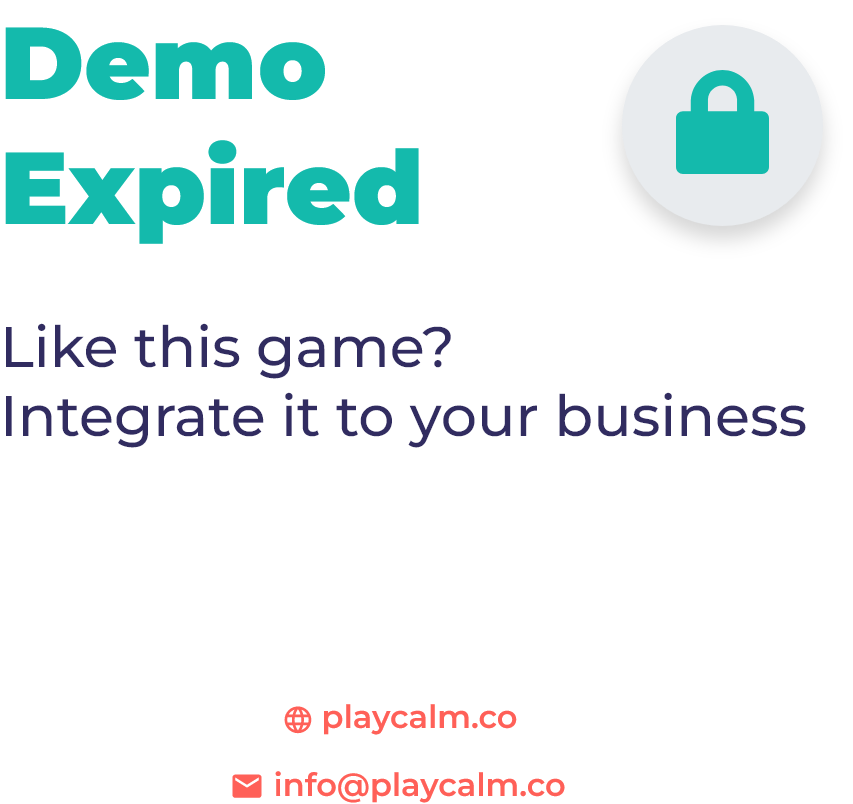 Demo
Expired
Like this game?
Integrate it to your business
playcalm.co
info@playcalm.co